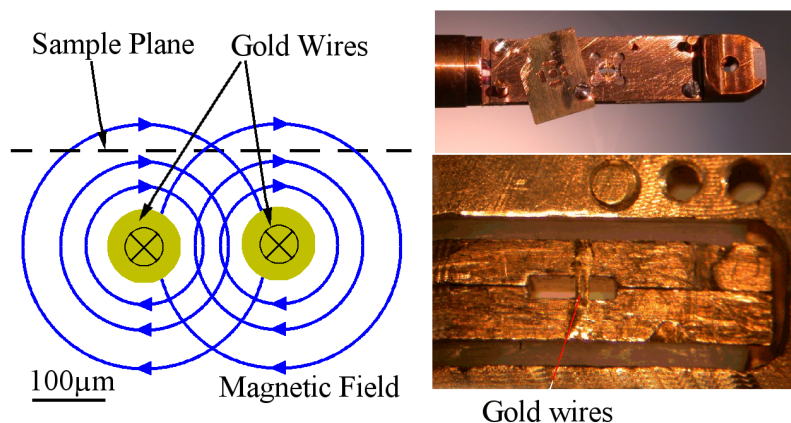 Sample Plane
Gold Wires
100μm
Magnetic Field
Gold wires